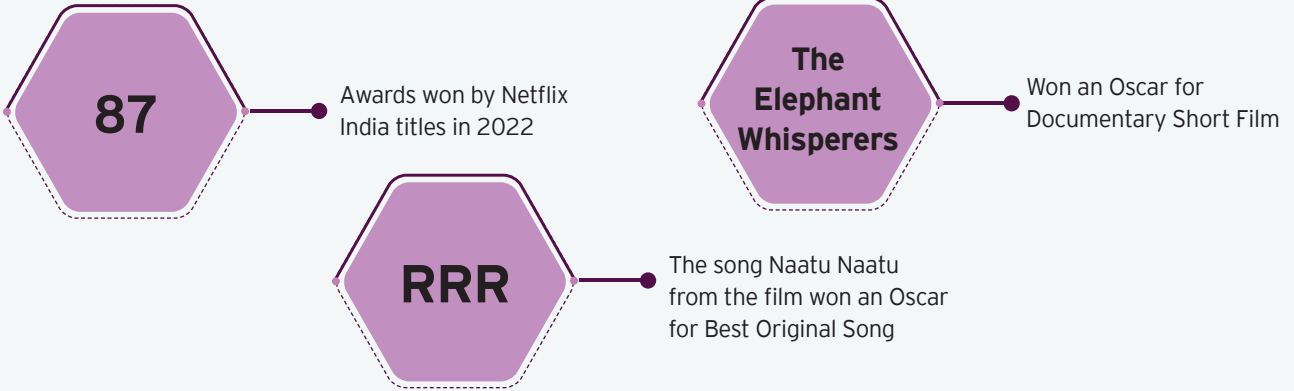 87
Awards won by Netflix
India titles in 2022
The
Elephant
Whisperers
Won an Oscar for
Documentary Short Film
RRR
The song Naatu Naatu
from the film won an Oscar
for Best Original Song